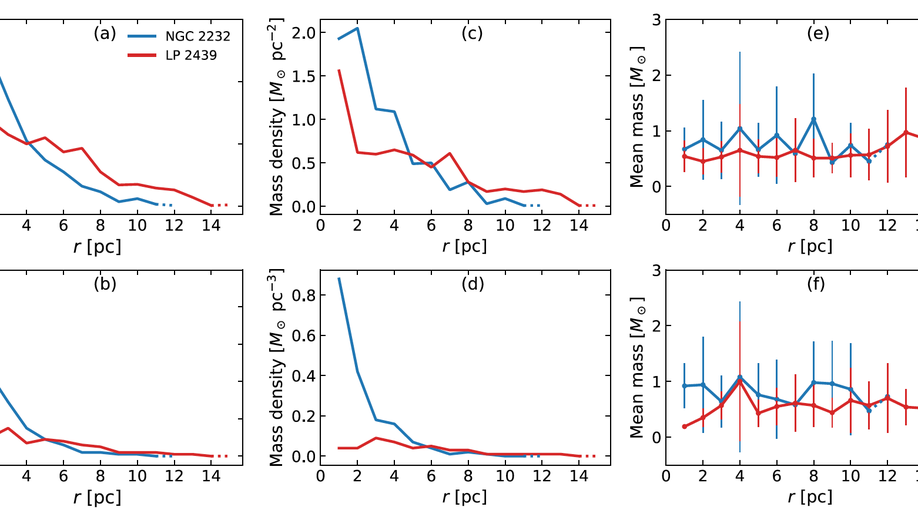 (a)
NGC 2232
LP 2439
4 6 8 10 12 14
r [pc]
(b)
4 6 8 10 12 14
r [pc]
Mass density [M⊙ pc−2]
2.0
1.5
1.0
0.5
0.0
(c)
0 2 4 6 8 10 12 14
r [pc]
Mass density [M⊙ pc−3]
0.8
0.6
0.4
0.2
0.0
(d)
0 2 4 6 8 10 12 14
r [pc]
Mean mass [M⊙]
3
2
1
0
(e)
0 2 4 6 8 10 12 14
r [pc]
Mean mass [M⊙]
3
2
1
0
(f)
0 2 4 6 8 10 12 14
r [pc]